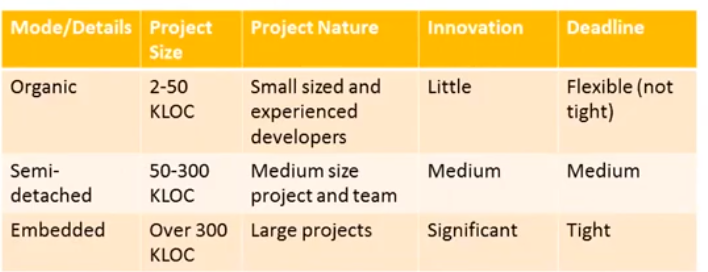 Mode/Details Project Size Project Nature Innovation Deadline
Organic 2-50 KLOC Small sized and experienced developers Little Flexible (not tight)
Semi-detached 50-300 KLOC Medium size project and team Medium Medium
Embedded Over 300 KLOC Large projects Significant Tight